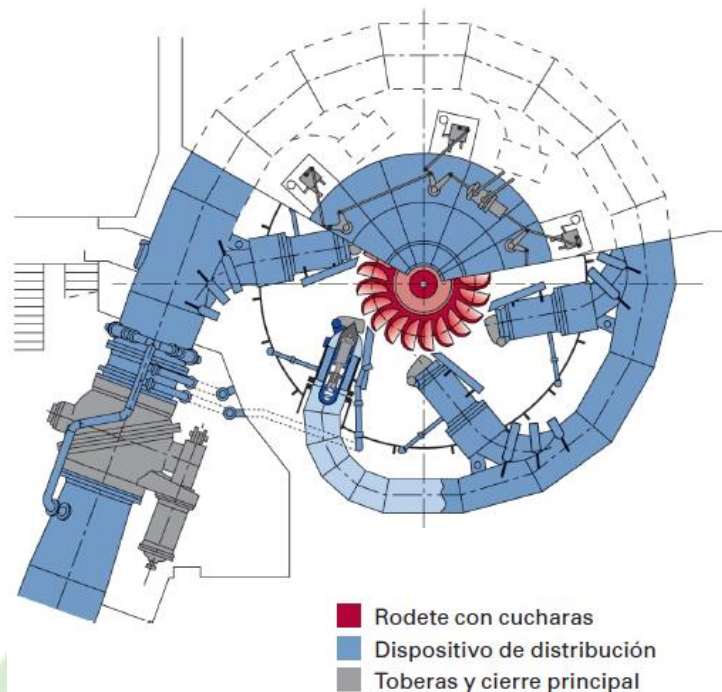 Rodete con cucharas
Dispositivo de distribución
Toberas y cierre principal